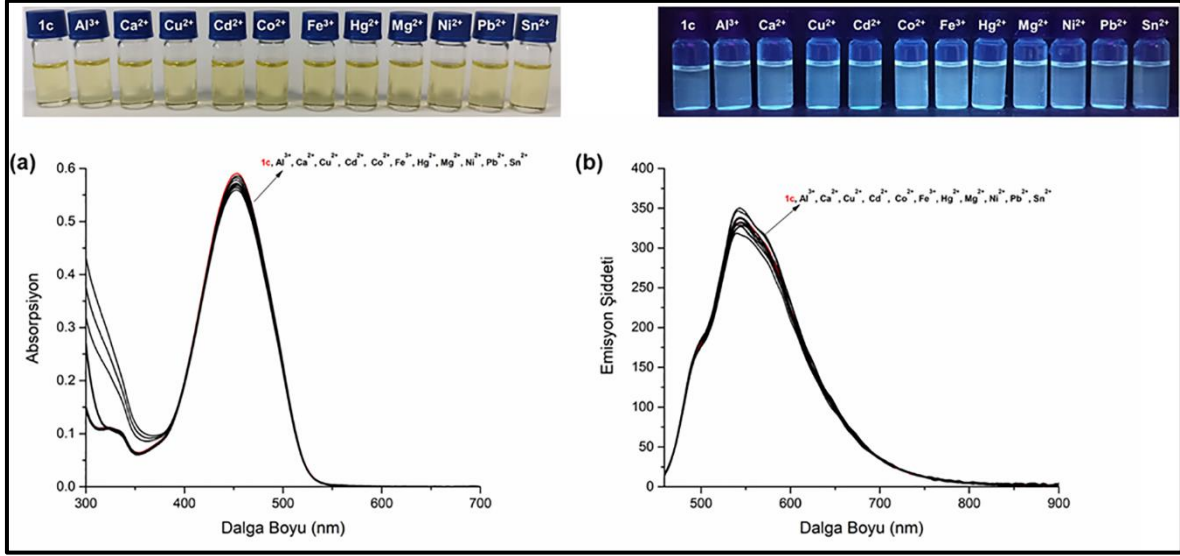 1c Al³⁺ Ca²⁺ Cu²⁺ Cd²⁺ Co²⁺ Fe³⁺ Hg²⁺ Mg²⁺ Ni²⁺ Pb²⁺ Sn²⁺
1c Al³⁺ Ca²⁺ Cu²⁺ Cd²⁺ Co²⁺ Fe³⁺ Hg²⁺ Mg²⁺ Ni²⁺ Pb²⁺ Sn²⁺
(a)
1c, Al³⁺, Ca²⁺, Cu²⁺, Cd²⁺, Co²⁺, Fe³⁺, Hg²⁺, Mg²⁺, Ni²⁺, Pb²⁺, Sn²⁺
Absorpsiyon
0.6
0.5
0.4
0.3
0.2
0.1
0.0
300 400 500 600 700
Dalga Boyu (nm)
(b)
1c, Al³⁺, Ca²⁺, Cu²⁺, Cd²⁺, Co²⁺, Fe³⁺, Hg²⁺, Mg²⁺, Ni²⁺, Pb²⁺, Sn²⁺
Emisyon Şiddeti
400
350
300
250
200
150
100
50
0
500 600 700 800 900
Dalga Boyu (nm)